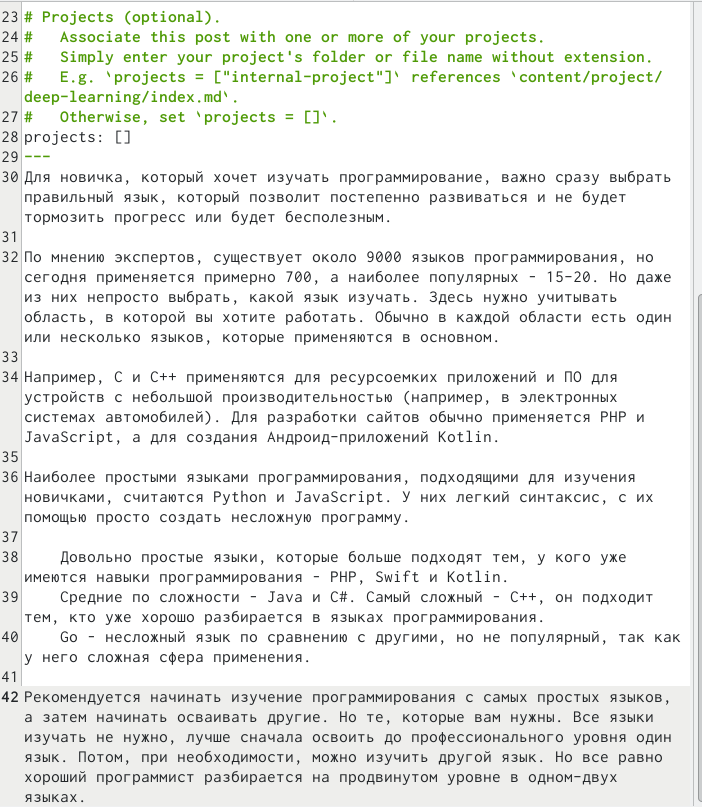 23 # Projects (optional).
24 #   Associate this post with one or more of your projects.
25 #   Simply enter your project's folder or file name without extension.
26 #   E.g. `projects = ["internal-project"]` references `content/project/
deep-learning/index.md`.
27 #   Otherwise, set `projects = []`.
28 projects: []
29 ---
30 Для новичка, который хочет изучать программирование, важно сразу выбрать
правильный язык, который позволит постепенно развиваться и не будет
тормозить прогресс или будет бесполезным.
31
32 По мнению экспертов, существует около 9000 языков программирования, но
сегодня применяется примерно 700, а наиболее популярных - 15-20. Но даже
из них непросто выбрать, какой язык изучать. Здесь нужно учитывать
область, в которой вы хотите работать. Обычно в каждой области есть один
или несколько языков, которые применяются в основном.
33
34 Например, C и C++ применяются для ресурсоемких приложений и ПО для
устройств с небольшой производительностью (например, в электронных
системах автомобилей). Для разработки сайтов обычно применяется PHP и
JavaScript, а для создания Андроид-приложений Kotlin.
35
36 Наиболее простыми языками программирования, подходящими для изучения
новичками, считаются Python и JavaScript. У них легкий синтаксис, с их
помощью просто создать несложную программу.
37
38     Довольно простые языки, которые больше подходят тем, у кого уже
имеются навыки программирования - PHP, Swift и Kotlin.
39     Средние по сложности - Java и C#. Самый сложный - C++, он подходит
тем, кто уже хорошо разбирается в языках программирования.
40     Go - несложный язык по сравнению с другими, но не популярный, так как
у него сложная сфера применения.
41
42 Рекомендуется начинать изучение программирования с самых простых языков,
а затем начинать осваивать другие. Но те, которые вам нужны. Все языки
изучать не нужно, лучше сначала освоить до профессионального уровня один
язык. Потом, при необходимости, можно изучить другой язык. Но все равно
хороший программист разбирается на продвинутом уровне в одном-двух
языках.